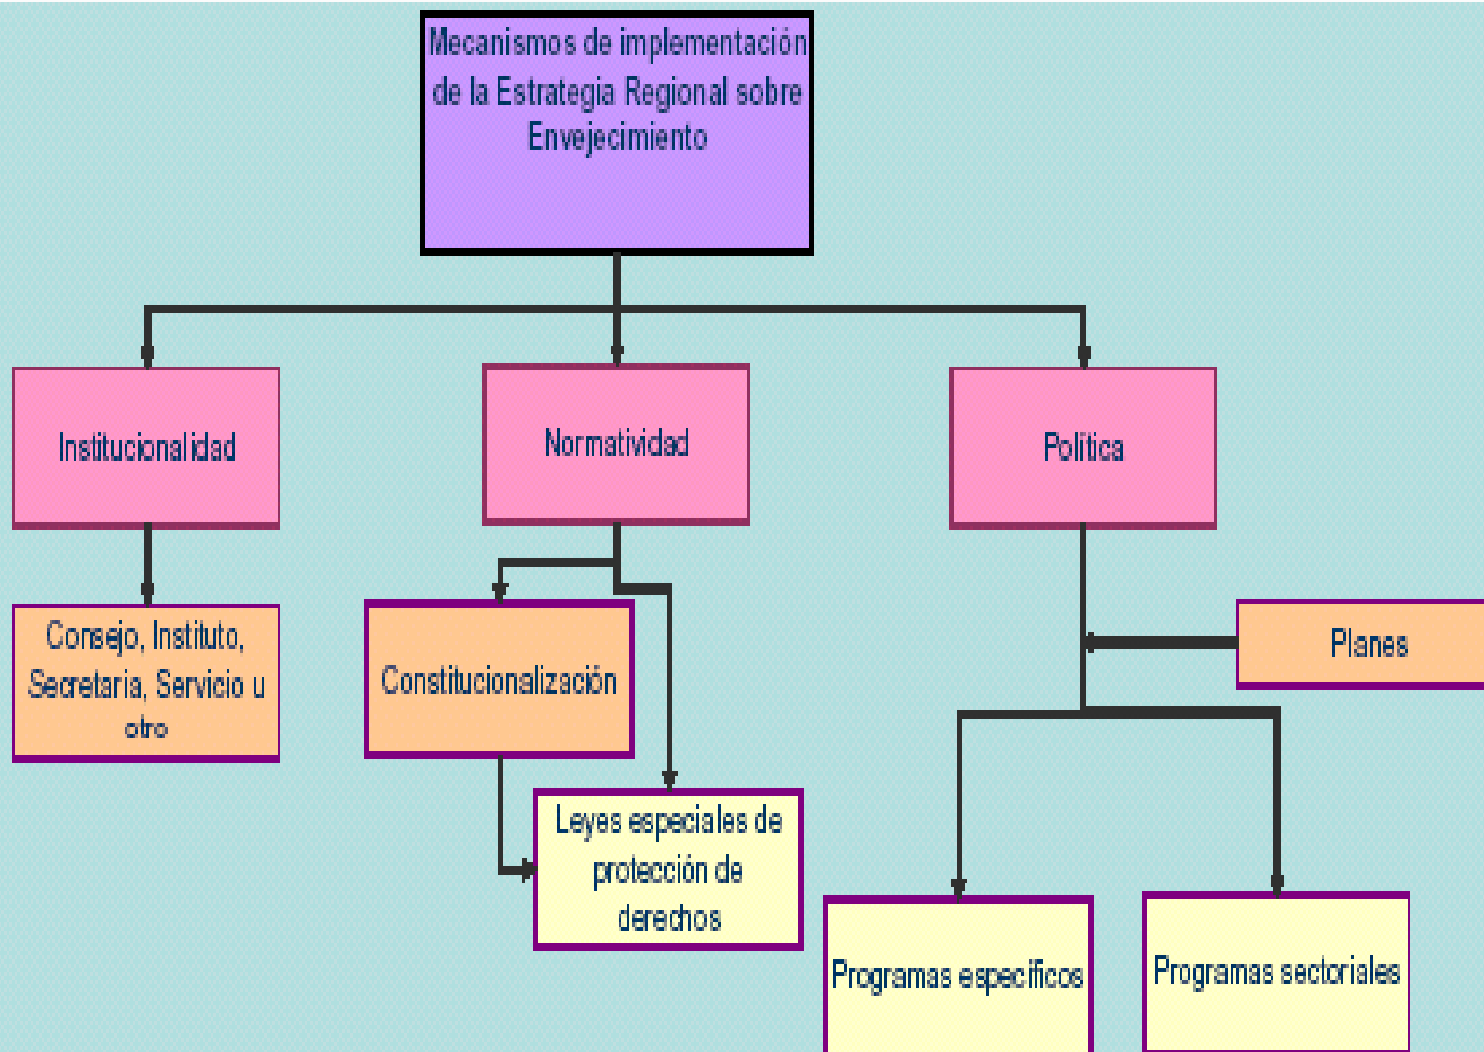 Mecanismos de implementación
de la Estrategia Regional sobre
Envejecimiento
Institucionalidad
Normatividad
Política
Consejo, Instituto,
Secretaría, Servicio u
otro
Constitucionalización
Planes
Leyes especiales de
protección de
derechos
Programas específicos
Programas sectoriales